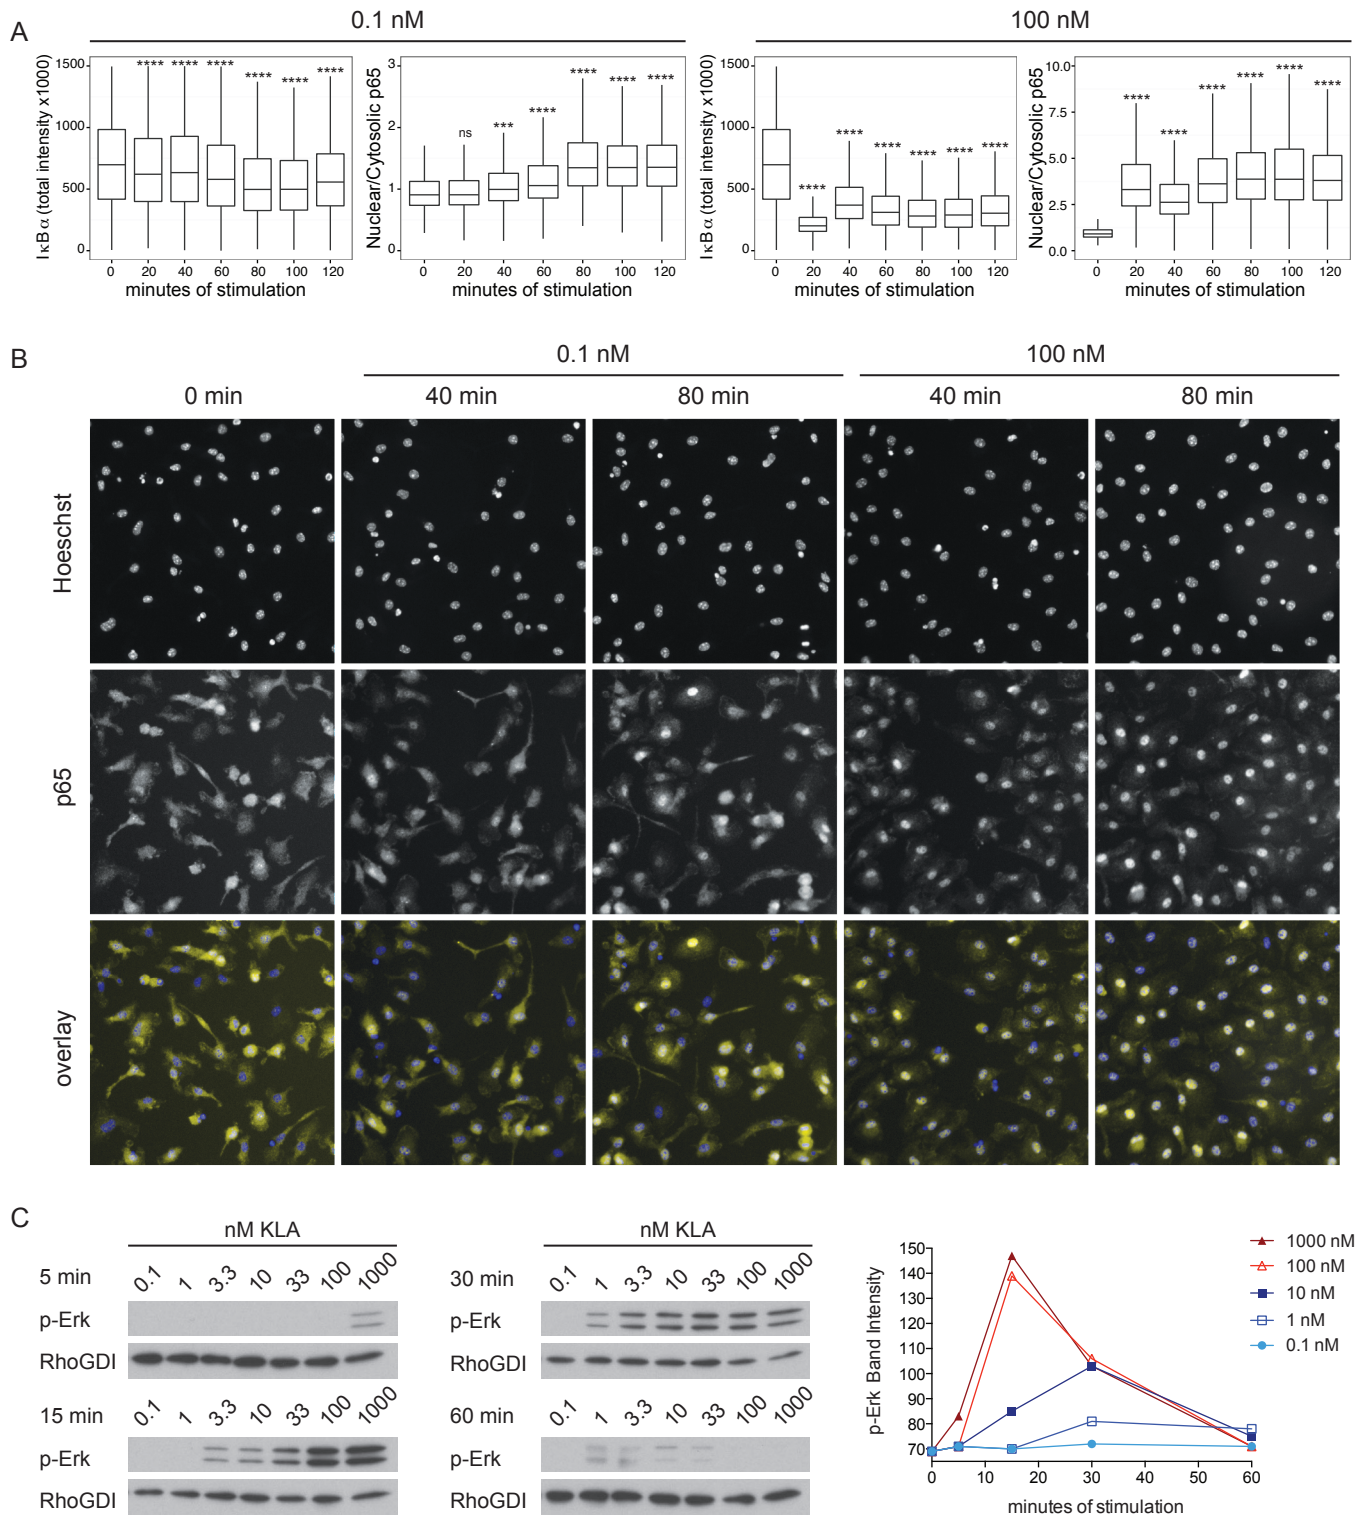 A
0.1 nM
100 nM
IκBα (total intensity x1000)
1500
1000
500
0
**** **** **** **** **** ****
0 20 40 60 80 100 120
minutes of stimulation
Nuclear/Cytosolic p65
3
2
1
0
ns *** **** **** **** ****
0 20 40 60 80 100 120
minutes of stimulation
IκBα (total intensity x1000)
1500
1000
500
0
**** **** **** **** **** ****
0 20 40 60 80 100 120
minutes of stimulation
Nuclear/Cytosolic p65
10.0
7.5
5.0
2.5
0.0
**** **** **** **** **** ****
0 20 40 60 80 100 120
minutes of stimulation
B
0.1 nM
100 nM
0 min 40 min 80 min 40 min 80 min
Hoeschst
p65
overlay
C
nM KLA
5 min 0.1 1 3.3 10 33 100 1000
p-Erk
RhoGDI
15 min 0.1 1 3.3 10 33 100 1000
p-Erk
RhoGDI
nM KLA
30 min 0.1 1 3.3 10 33 100 1000
p-Erk
RhoGDI
60 min 0.1 1 3.3 10 33 100 1000
p-Erk
RhoGDI
p-Erk Band Intensity
150
140
130
120
110
100
90
80
70
0 10 20 30 40 50 60
minutes of stimulation
1000 nM
100 nM
10 nM
1 nM
0.1 nM